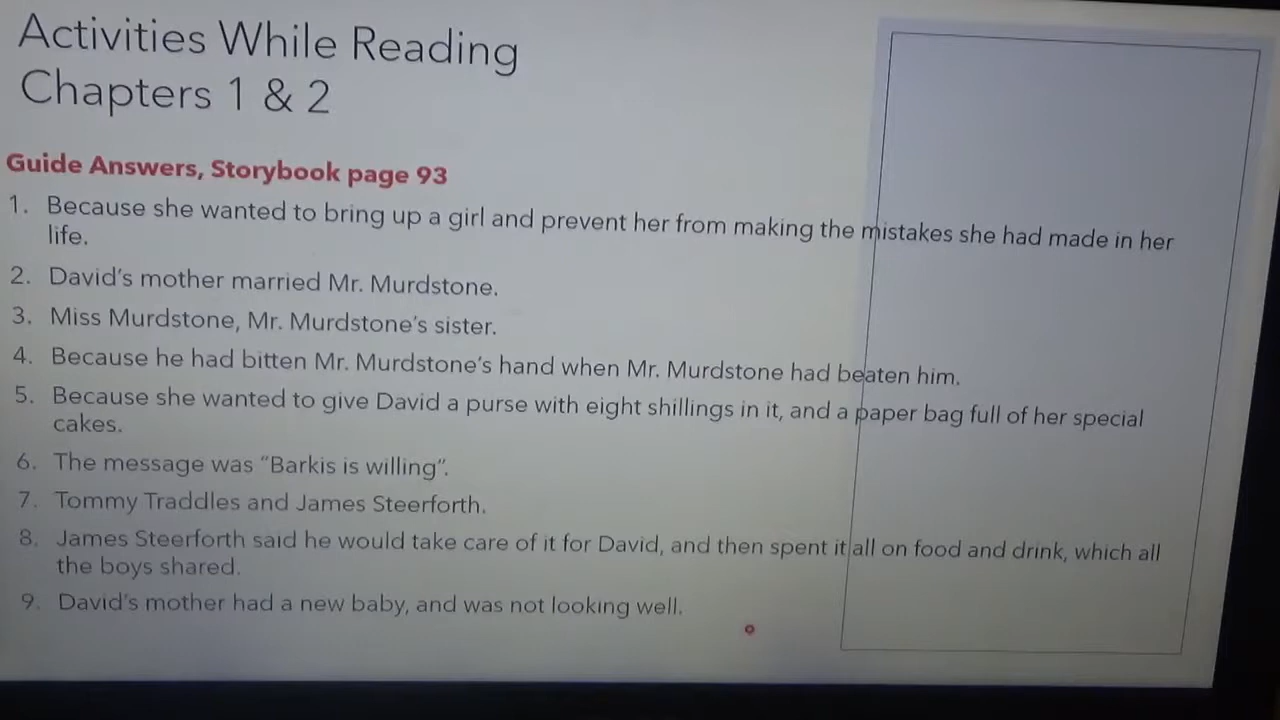 Activities While Reading
Chapters 1 & 2
Guide Answers, Storybook page 93
1. Because she wanted to bring up a girl and prevent her from making the mistakes she had made in her
life.
2. David's mother married Mr. Murdstone.
3. Miss Murdstone, Mr. Murdstone's sister.
4. Because he had bitten Mr. Murdstone's hand when Mr. Murdstone had beaten him.
5. Because she wanted to give David a purse with eight shillings in it, and a paper bag full of her special
cakes.
6. The message was “Barkis is willing”.
7. Tommy Traddles and James Steerforth.
8. James Steerforth said he would take care of it for David, and then spent it all on food and drink, which all
the boys shared.
9. David's mother had a new baby, and was not looking well.